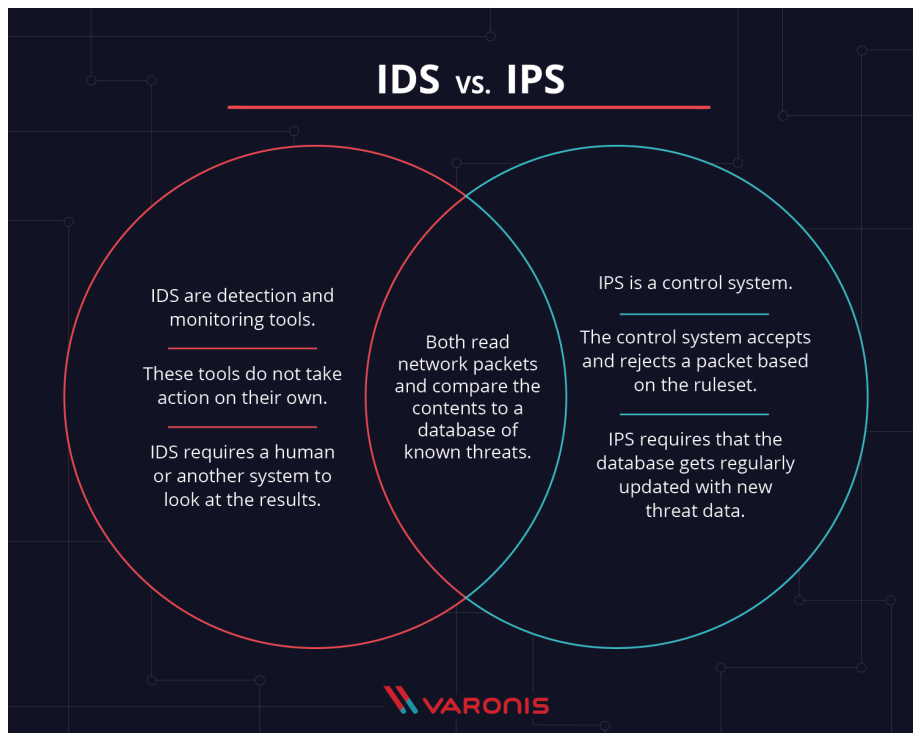 IDS vs. IPS
IDS are detection and
monitoring tools.
These tools do not take
action on their own.
IDS requires a human
or another system to
look at the results.
Both read
network packets
and compare the
contents to a
database of
known threats.
IPS is a control system.
The control system accepts
and rejects a packet based
on the ruleset.
IPS requires that the
database gets regularly
updated with new
threat data.
VARONIS